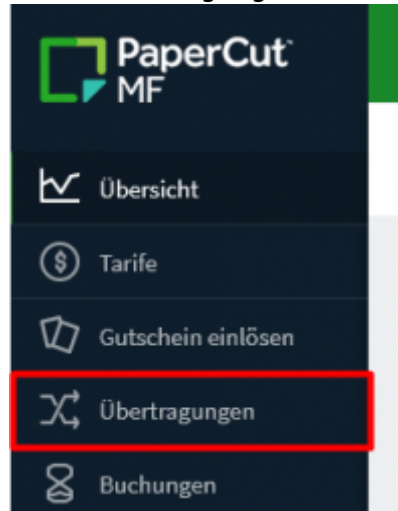 PaperCut
MF
Übersicht
Tarife
Gutschein einlösen
Übertragungen
Buchungen